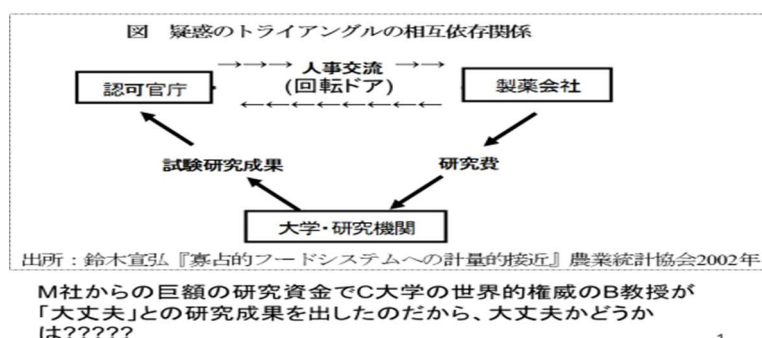 図 疑惑のトライアングルの相互依存関係
→→→ 人事交流 →→
認可官庁 (回転ドア) 製薬会社
←←←←←←←←←
試験研究成果 研究費
大学・研究機関
出所:鈴木宣弘『寡占的フードシステムへの計量的接近』農業統計協会2002年
M社からの巨額の研究資金でC大学の世界的権威のB教授が
「大丈夫」との研究成果を出したのだから、大丈夫かどうか
は?????
1